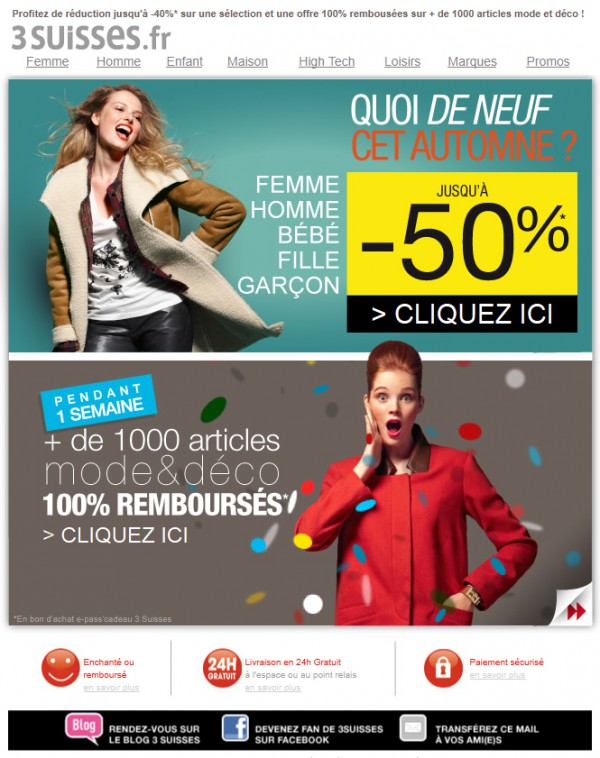 Profitez de réduction jusqu'à -40%* sur une sélection et une offre 100% remboursées sur + de 1000 articles mode et déco !
3SUISSES.fr
Femme Homme Enfant Maison High Tech Loisirs Marques Promos
QUOI DE NEUF
CET AUTOMNE ?
FEMME
HOMME
BÉBÉ
FILLE
GARÇON
JUSQU'À
-50%*
> CLIQUEZ ICI
PENDANT
1 SEMAINE
+ de 1000 articles
mode&déco
100% REMBOURSÉS*
> CLIQUEZ ICI
*En bon d'achat e-pass'cadeau 3 Suisses
Enchanté ou
remboursé
en savoir plus
24H
GRATUIT
Livraison en 24h Gratuit
à l'espace ou au point relais
en savoir plus
Paiement sécurisé
en savoir plus
Blog
RENDEZ-VOUS SUR
LE BLOG 3 SUISSES
f
DEVENEZ FAN DE 3SUISSES
SUR FACEBOOK
TRANSFÉREZ CE MAIL
À VOS AMI(E)S